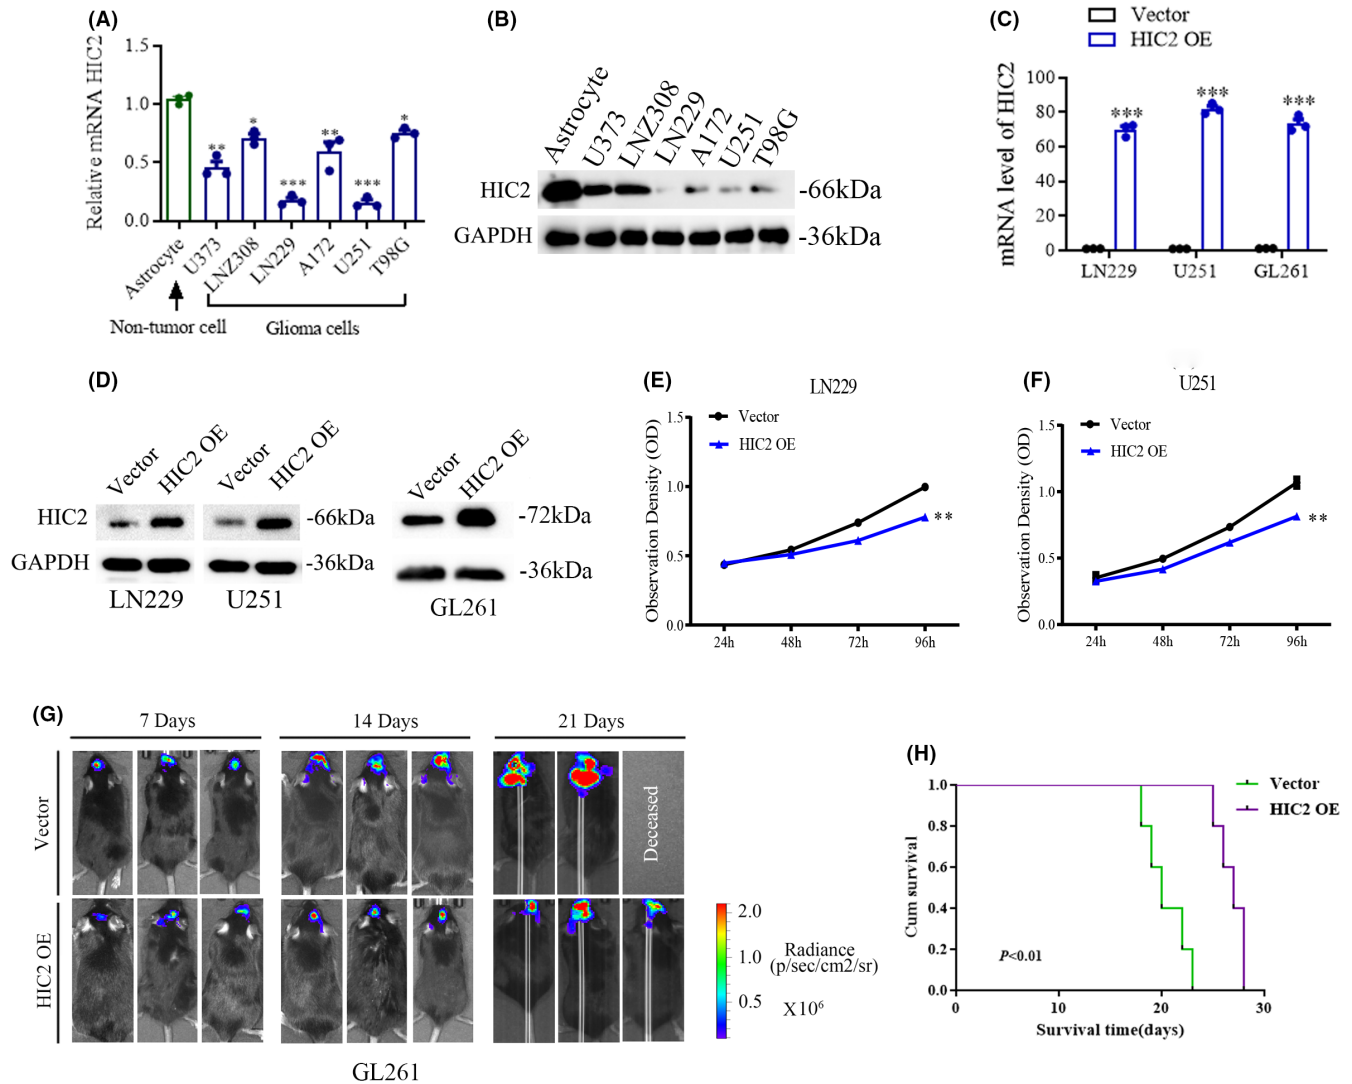 (A)
Relative mRNA HIC2
1.5
1.0
0.5
0.0
**
*
***
**
***
*
Astrocyte
U373
LNZ308
LN229
A172
U251
T98G
Non-tumor cell
Glioma cells
(B)
Astrocyte
U373
LNZ308
LN229
A172
U251
T98G
HIC2
-66kDa
GAPDH
-36kDa
(C)
Vector
HIC2 OE
mRNA level of HIC2
100
80
60
40
20
0
***
***
***
LN229
U251
GL261
(D)
Vector
HIC2 OE
Vector
HIC2 OE
Vector
HIC2 OE
HIC2
-66kDa
-72kDa
GAPDH
-36kDa
-36kDa
LN229
U251
GL261
(E)
LN229
Vector
HIC2 OE
Observation Density (OD)
1.5
1.0
0.5
0.0
**
24h
48h
72h
96h
(F)
U251
Vector
HIC2 OE
Observation Density (OD)
1.5
1.0
0.5
0.0
**
24h
48h
72h
96h
(G)
7 Days
14 Days
21 Days
Vector
Deceased
HIC2 OE
2.0
1.0
0.5
Radiance
(p/sec/cm2/sr)
X10⁶
GL261
(H)
Vector
HIC2 OE
Cum survival
1.0
0.8
0.6
0.4
0.2
0.0
P<0.01
0
10
20
30
Survival time(days)